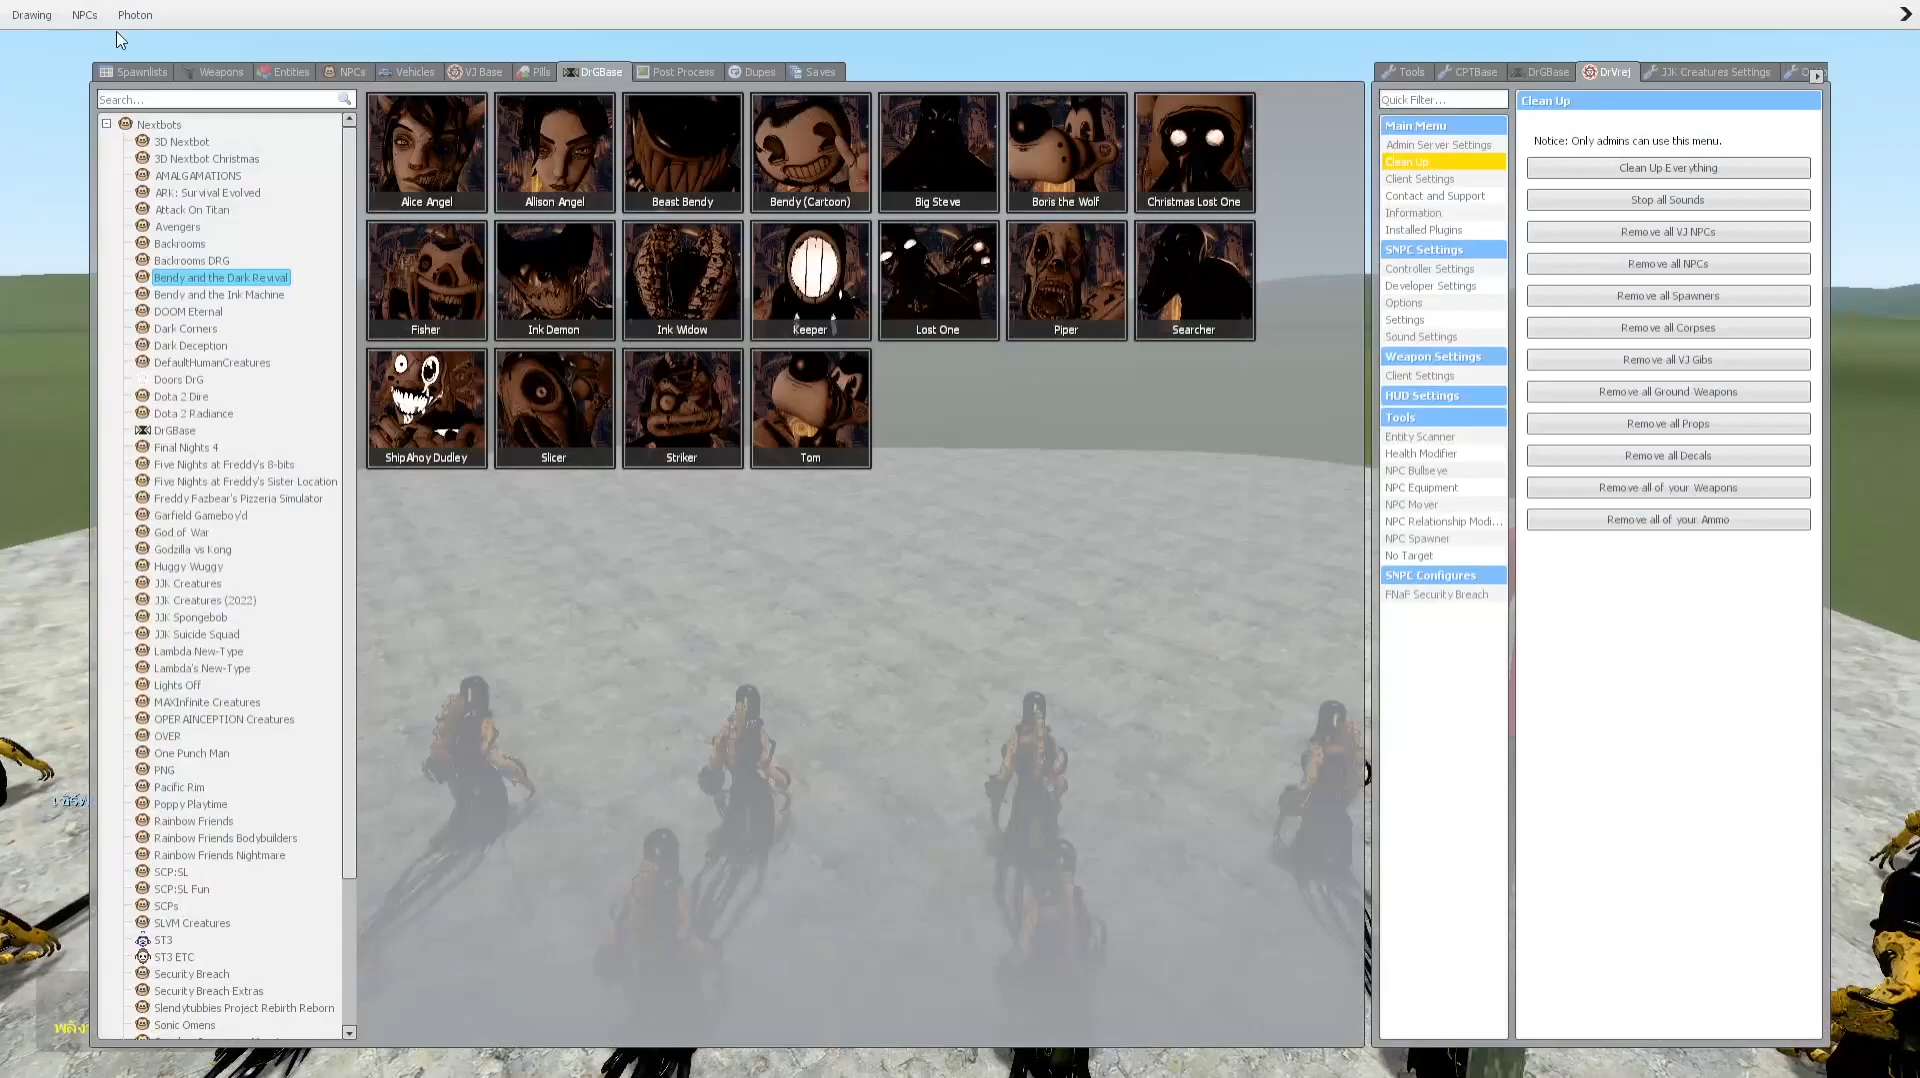 Drawing NPCs Photon
Spawnlists Weapons Entities NPCs Vehicles VJ Base Pills DrGBase Post Process Dupes Saves
Search...
Nextbots
3D Nextbot
3D Nextbot Christmas
AMALGAMATIONS
ARK: Survival Evolved
Attack On Titan
Avengers
Backrooms
Backrooms DRG
Bendy and the Dark Revival
Bendy and the Ink Machine
DOOM Eternal
Dark Corners
Dark Deception
DefaultHumanCreatures
Doors DrG
Dota 2 Dire
Dota 2 Radiance
DrGBase
Final Nights 4
Five Nights at Freddy's 8-bits
Five Nights at Freddy's Sister Location
Freddy Fazbear's Pizzeria Simulator
Garfield Gameboy'd
God of War
Godzilla vs Kong
Huggy Wuggy
JJK Creatures
JJK Creatures (2022)
JJK Spongebob
JJK Suicide Squad
Lambda New-Type
Lambda's New-Type
Lights Off
MAXInfinite Creatures
OPERAINCEPTION Creatures
OVER
One Punch Man
PNG
Pacific Rim
Poppy Playtime
Rainbow Friends
Rainbow Friends Bodybuilders
Rainbow Friends Nightmare
SCP:SL
SCP:SL Fun
SCPs
SLVM Creatures
ST3
ST3 ETC
Security Breach
Security Breach Extras
Slendytubbies Project Rebirth Reborn
Sonic Omens
Alice Angel Allison Angel Beast Bendy Bendy (Cartoon) Big Steve Boris the Wolf Christmas Lost One
Fisher Ink Demon Ink Widow Keeper Lost One Piper Searcher
ShipAhoy Dudley Slicer Striker Tom
Tools CPTBase DrGBase DrVrej JJK Creatures Settings
Quick Filter...
Main Menu
Admin Server Settings
Clean Up
Client Settings
Contact and Support
Information
Installed Plugins
SNPC Settings
Controller Settings
Developer Settings
Options
Settings
Sound Settings
Weapon Settings
Client Settings
HUD Settings
Tools
Entity Scanner
Health Modifier
NPC Bullseye
NPC Equipment
NPC Mover
NPC Relationship Modi...
NPC Spawner
No Target
SNPC Configures
FNaF Security Breach
Clean Up
Notice: Only admins can use this menu.
Clean Up Everything
Stop all Sounds
Remove all VJ NPCs
Remove all NPCs
Remove all Spawners
Remove all Corpses
Remove all VJ Gibs
Remove all Ground Weapons
Remove all Props
Remove all Decals
Remove all of your Weapons
Remove all of your Ammo